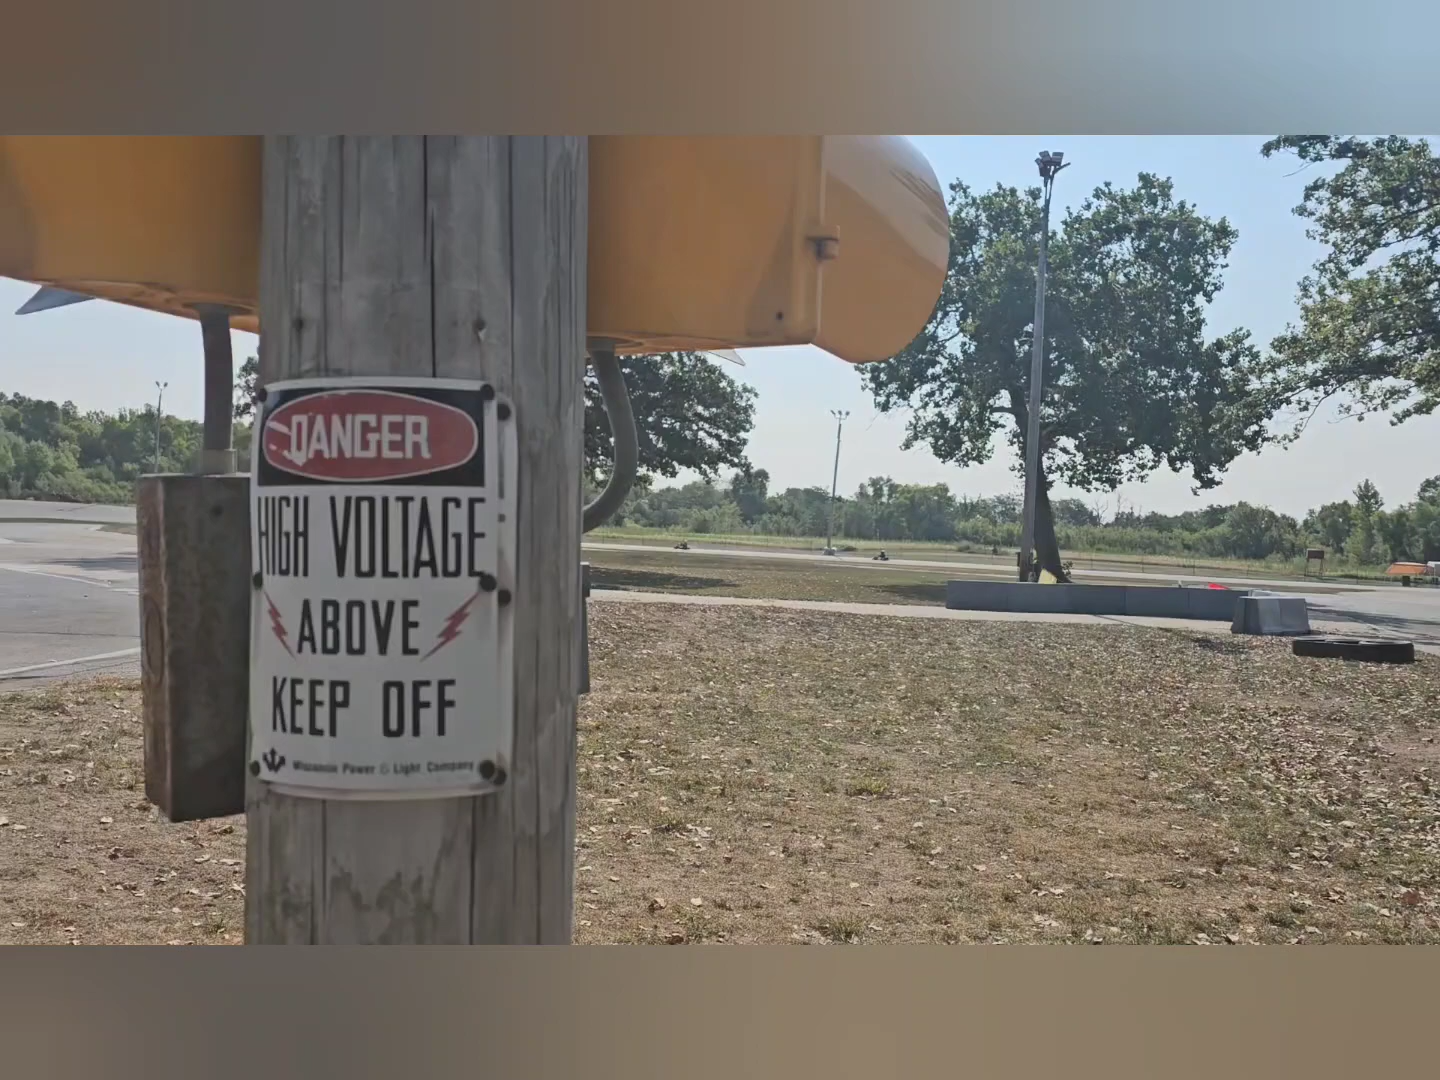 DANGER
HIGH VOLTAGE
ABOVE
KEEP OFF
Wisconsin Power & Light Company